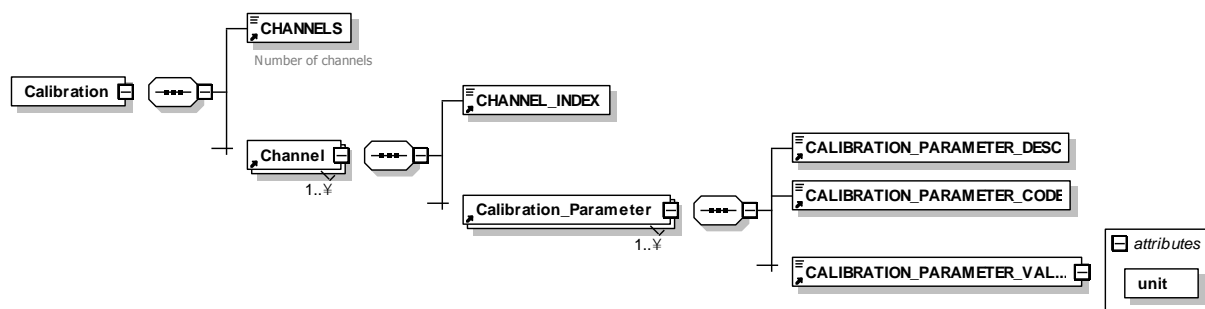 CHANNELS
Number of channels
Calibration
CHANNEL_INDEX
Channel
1..¥
CALIBRATION_PARAMETER_DESC
CALIBRATION_PARAMETER_CODE
Calibration_Parameter
1..¥
attributes
CALIBRATION_PARAMETER_VAL...
unit